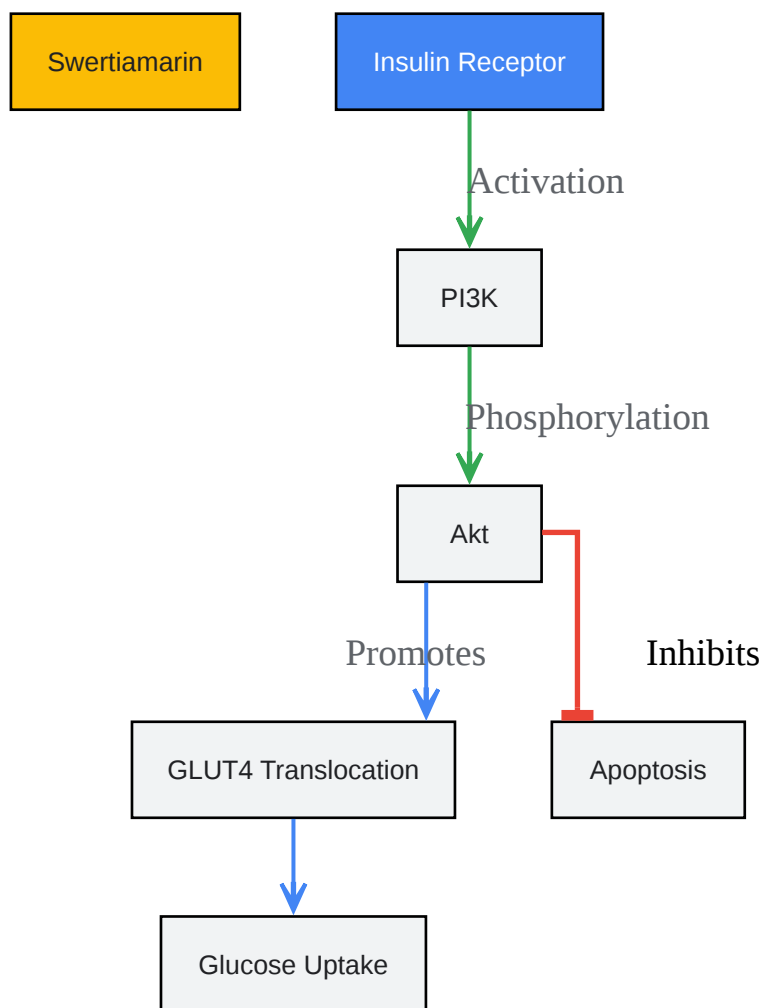 Swertiamarin
Insulin Receptor
Activation
PI3K
Phosphorylation
Akt
Promotes
Inhibits
GLUT4 Translocation
Apoptosis
Glucose Uptake